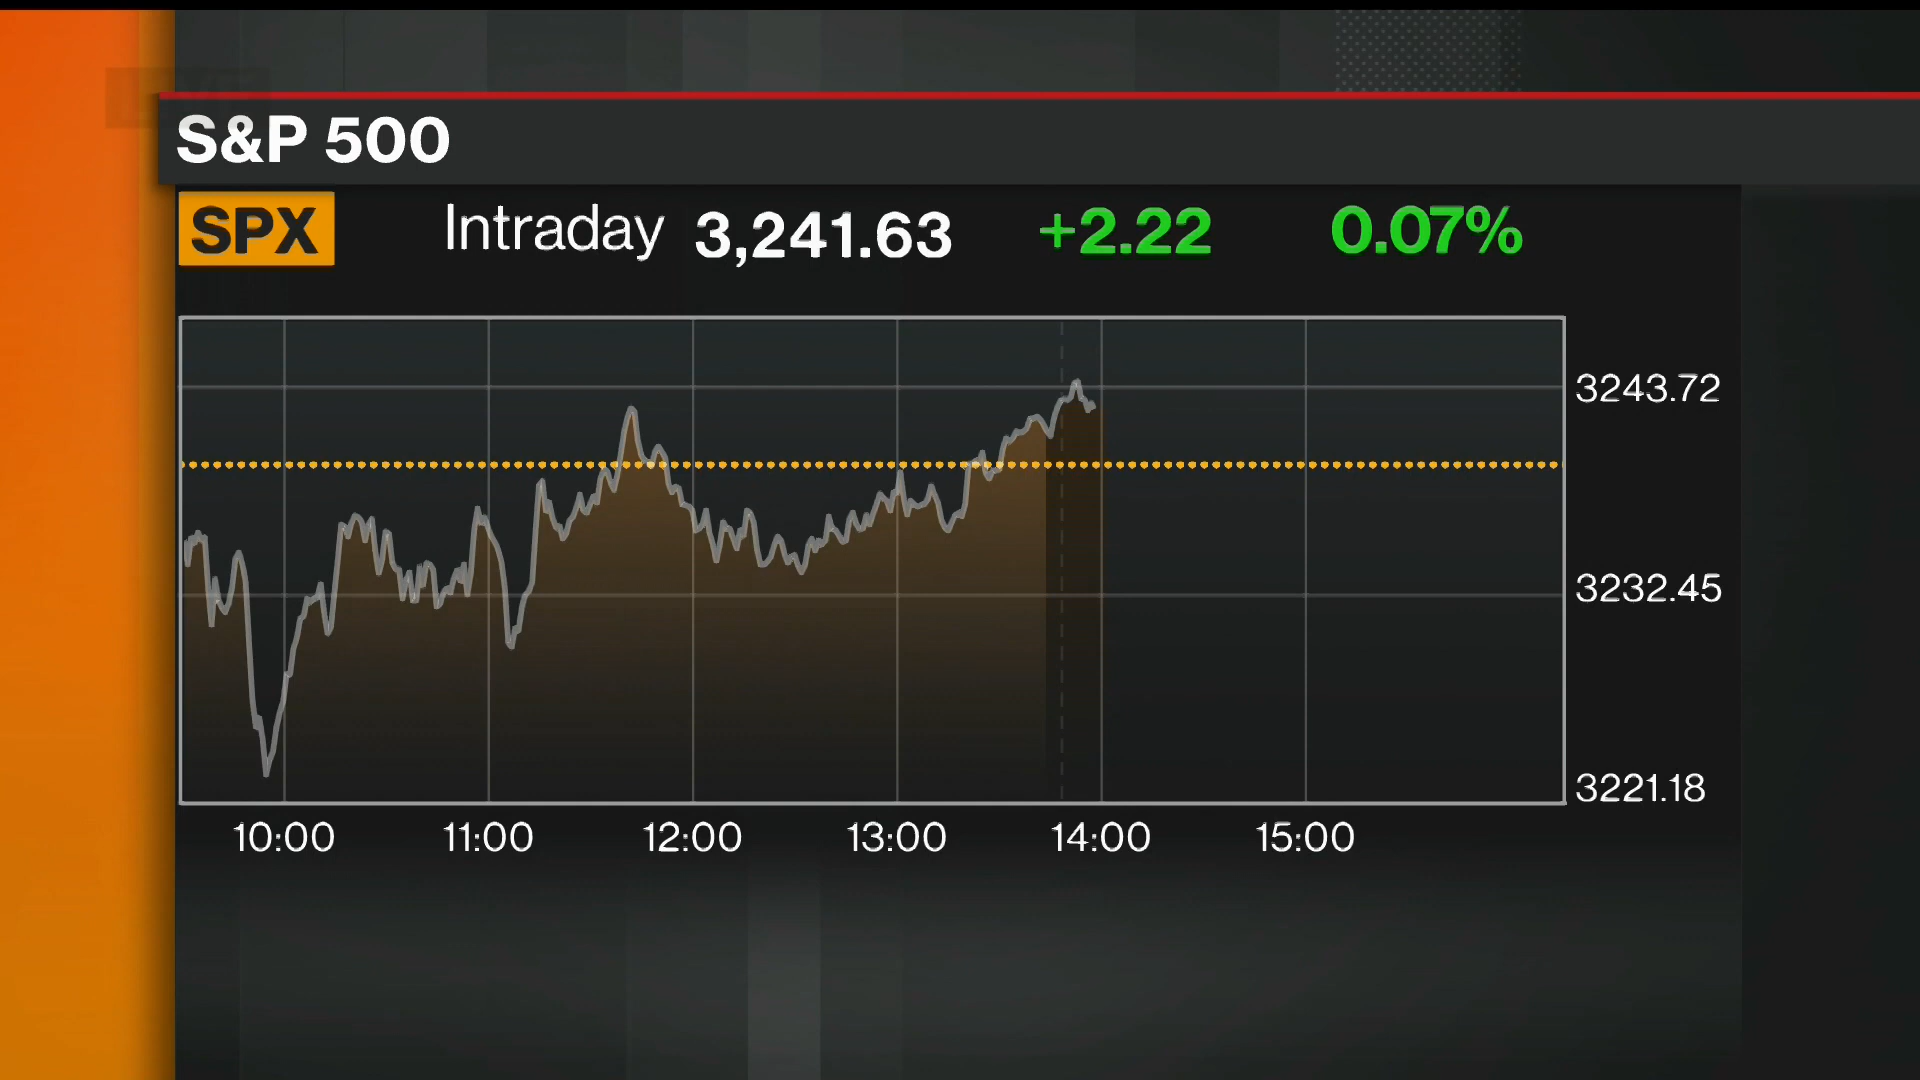 S&P 500
SPX Intraday 3,241.63 +2.22 0.07%
3243.72
3232.45
3221.18
10:00 11:00 12:00 13:00 14:00 15:00